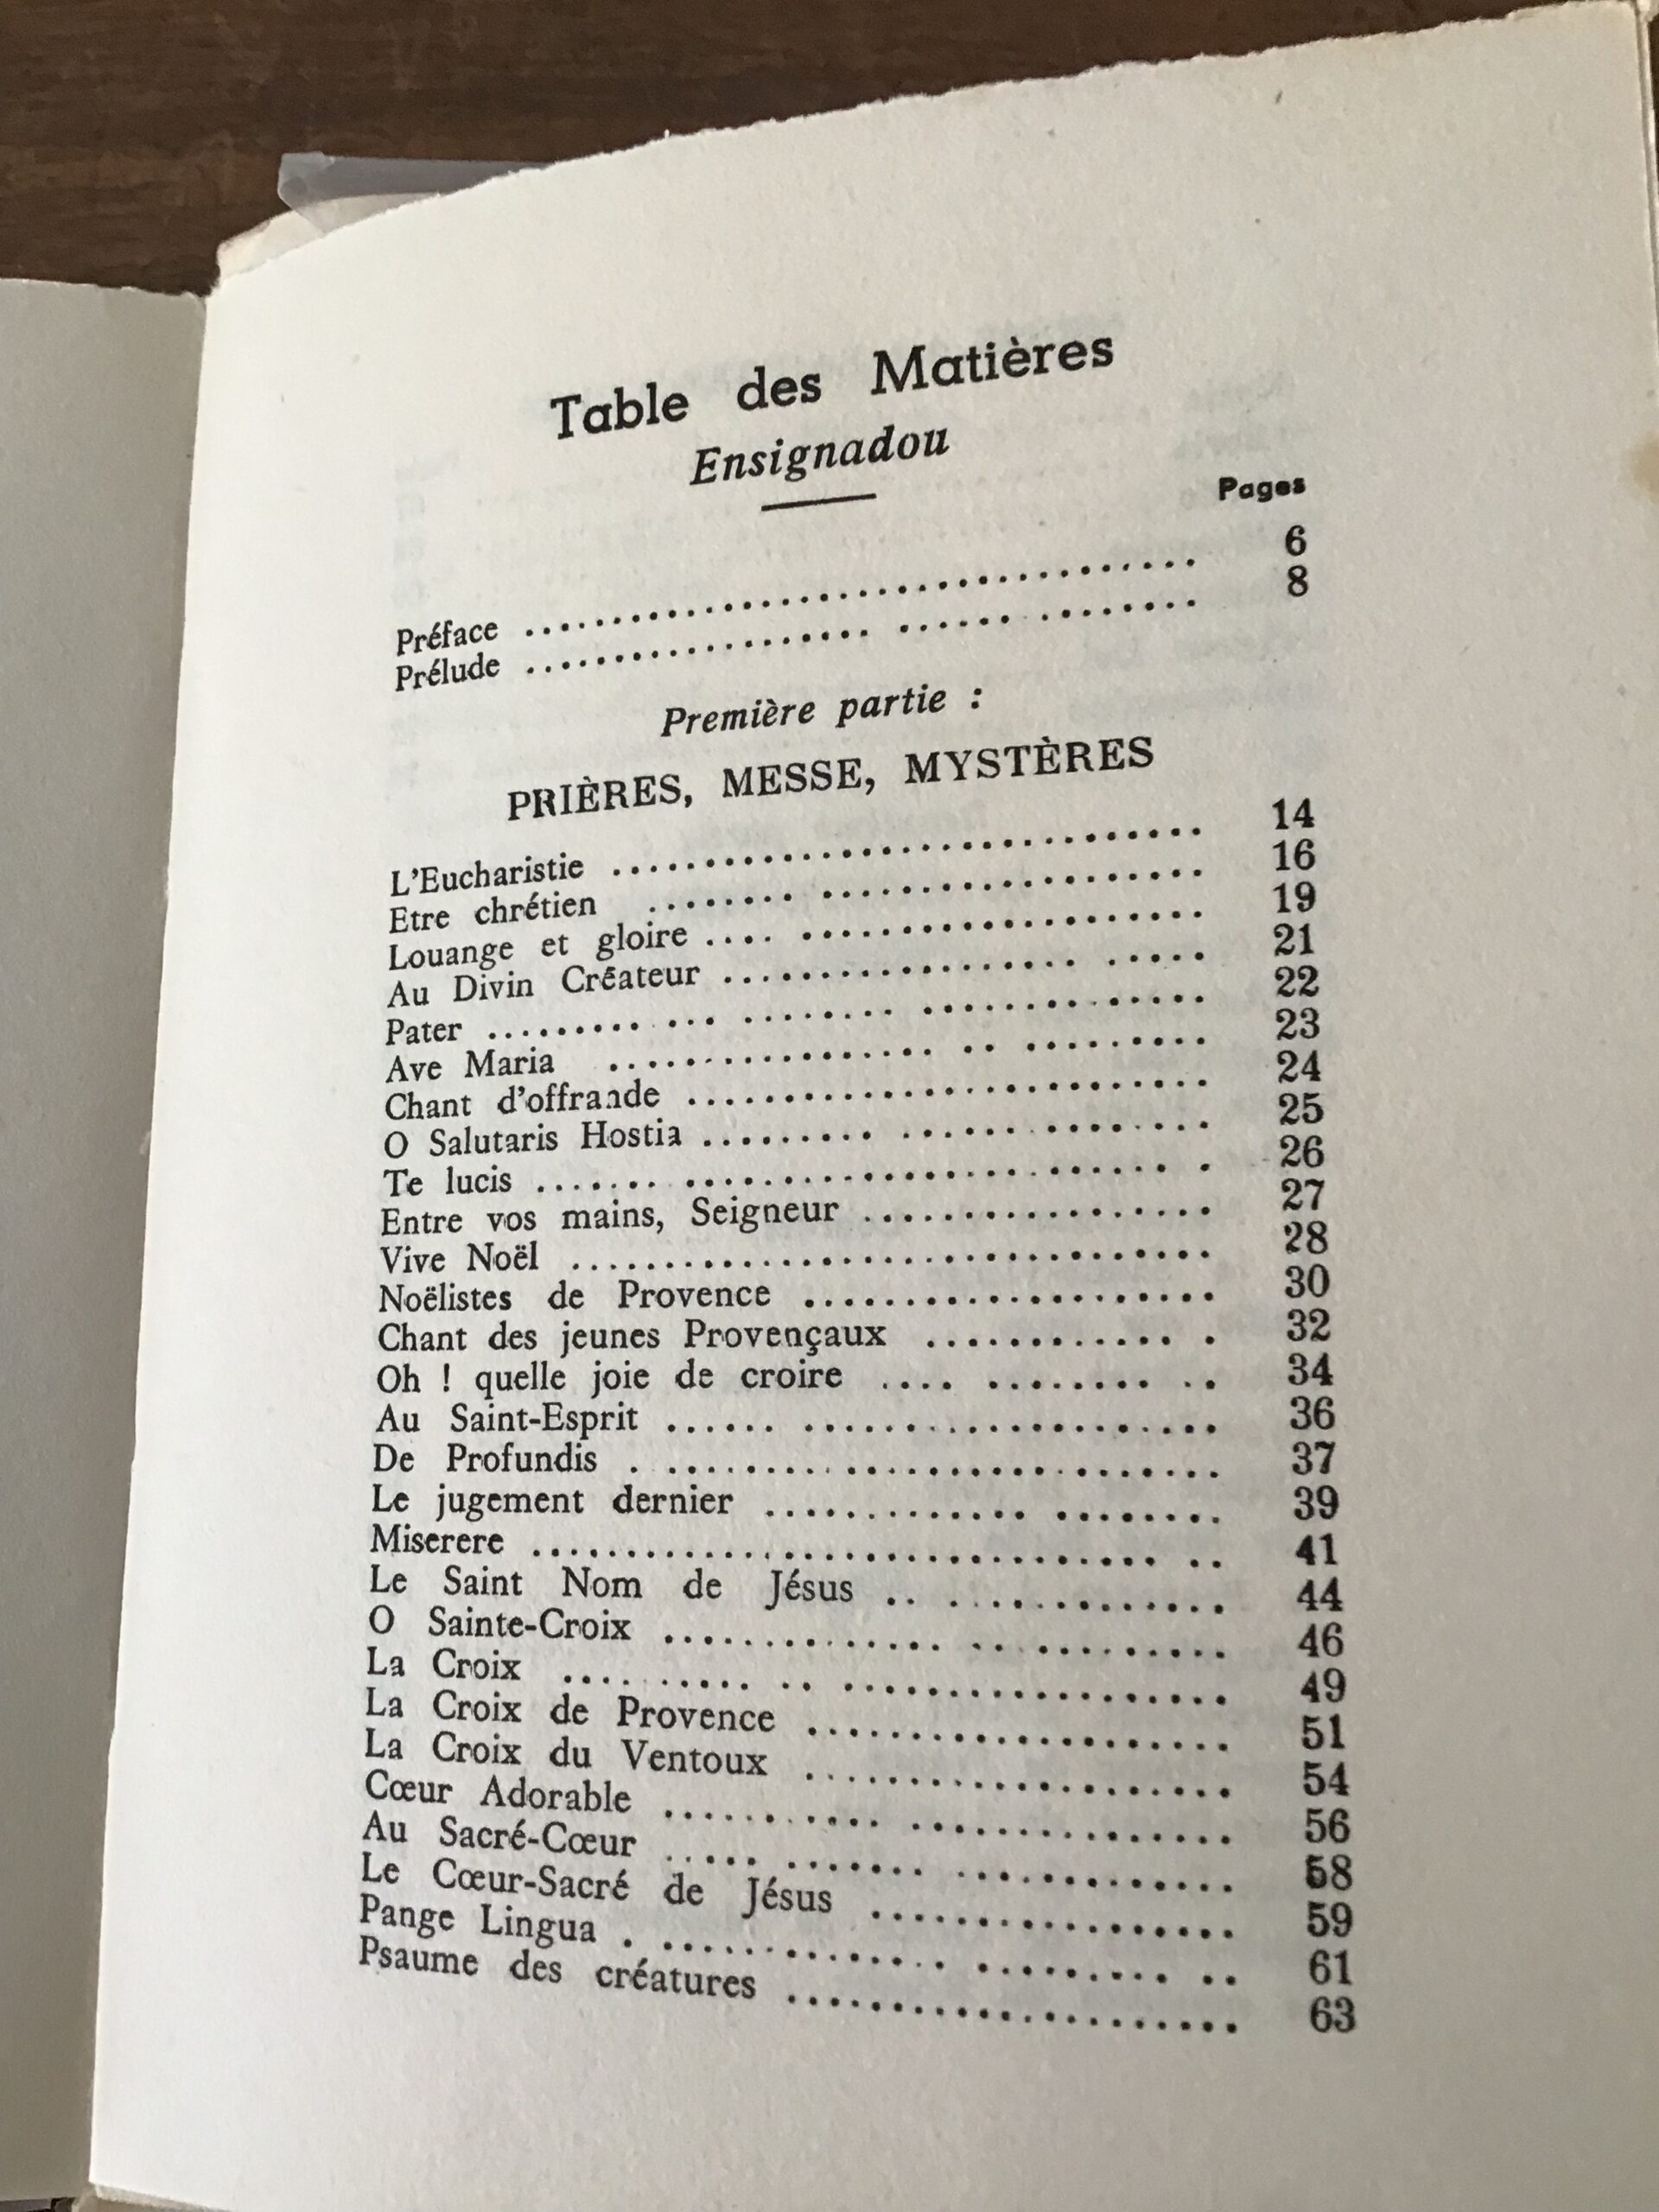 Table des Matières
Ensignadou
Pages
Préface ........................................ 6
Prélude ........................................ 8
Première partie :
PRIÈRES, MESSE, MYSTÈRES
L'Eucharistie ................................ 14
Etre chrétien ................................ 16
Louange et gloire ............................ 19
Au Divin Créateur ............................ 21
Pater ........................................ 22
Ave Maria .................................... 23
Chant d'offrande ............................. 24
O Salutaris Hostia ........................... 25
Te lucis ..................................... 26
Entre vos mains, Seigneur .................... 27
Vive Noël .................................... 28
Noëlistes de Provence ........................ 30
Chant des jeunes Provençaux .................. 32
Oh ! quelle joie de croire ................... 34
Au Saint-Esprit .............................. 36
De Profundis ................................. 37
Le jugement dernier .......................... 39
Miserere ..................................... 41
Le Saint Nom de Jésus ........................ 44
O Sainte-Croix ............................... 46
La Croix ..................................... 49
La Croix de Provence ......................... 51
La Croix du Ventoux .......................... 54
Cœur Adorable ................................ 56
Au Sacré-Cœur ................................ 58
Le Cœur-Sacré de Jésus ....................... 59
Pange Lingua ................................. 61
Psaume des créatures ......................... 63